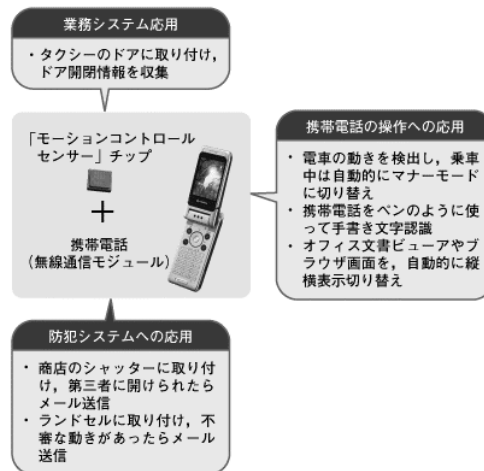 業務システム応用
・タクシーのドアに取り付け，
ドア開閉情報を収集
「モーションコントロール
センサー」チップ
＋
携帯電話
（無線通信モジュール）
携帯電話の操作への応用
・電車の動きを検出し，乗車
中は自動的にマナーモード
に切り替え
・携帯電話をペンのように使
って手書き文字認識
・オフィス文書ビューアやブ
ラウザ画面を，自動的に縦
横表示切り替え
防犯システムへの応用
・商店のシャッターに取り付
け，第三者に開けられたら
メール送信
・ランドセルに取り付け，不
審な動きがあったらメール
送信